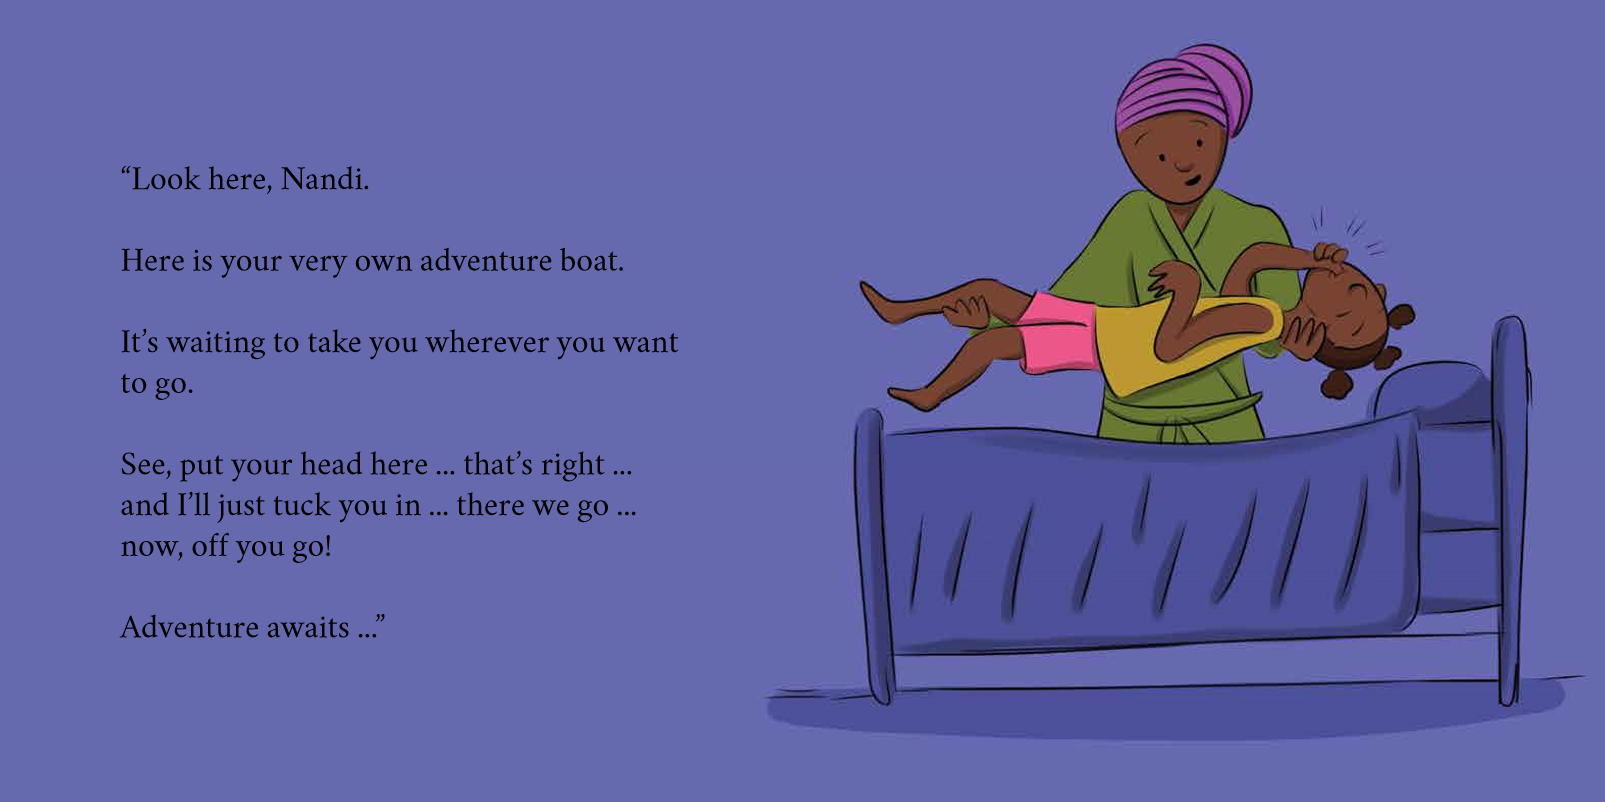 “Look here, Nandi.
Here is your very own adventure boat.
It’s waiting to take you wherever you want
to go.
See, put your head here ... that’s right ...
and I’ll just tuck you in ... there we go ...
now, off you go!
Adventure awaits ...”